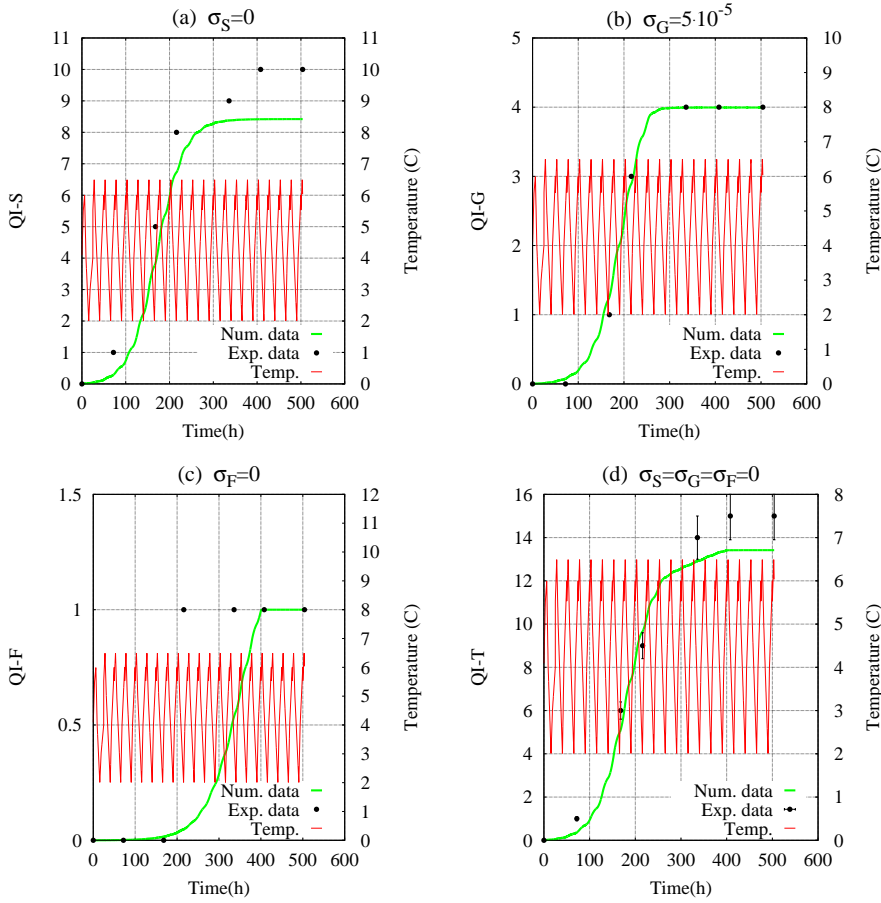 (a) σS=0
11
10
9
8
7
6
5
4
3
2
1
0
QI-S
11
10
9
8
7
6
5
4
3
2
1
0
Temperature (C)
Num. data
Exp. data
Temp.
0 100 200 300 400 500 600
Time(h)
(b) σG=5·10-5
5
4
3
2
1
0
QI-G
10
9
8
7
6
5
4
3
2
1
0
Temperature (C)
Num. data
Exp. data
Temp.
0 100 200 300 400 500 600
Time(h)
(c) σF=0
1.5
1
0.5
0
QI-F
12
11
10
9
8
7
6
5
4
3
2
1
0
Temperature (C)
Num. data
Exp. data
Temp.
0 100 200 300 400 500 600
Time(h)
(d) σS=σG=σF=0
16
14
12
10
8
6
4
2
0
QI-T
8
7
6
5
4
3
2
1
0
Temperature (C)
Num. data
Exp. data
Temp.
0 100 200 300 400 500 600
Time(h)